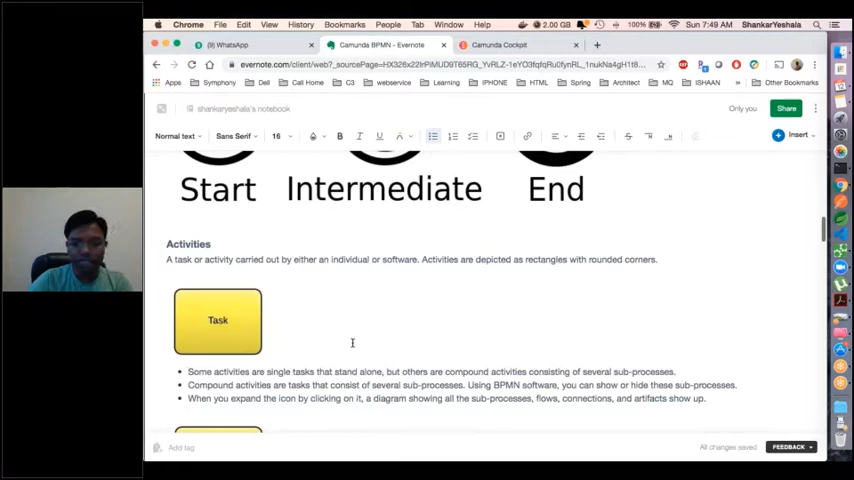 Chrome File Edit View History Bookmarks People Tab Window Help 2.00 GB 100% Sun 7:49 AM ShankarYeshala
(9) WhatsApp Camunda BPMN - Evernote Camunda Cockpit
Apps Symphony Dand Call Home C3 webservice Learning IPHONE HTML Spring Architect MQ ISHAAN Other Bookmarks
shankaryeshala's notebook Only you Share
Normal text Sans Serif 16 B I U A Insert
Start Intermediate End
Activities
A task or activity carried out by either an individual or software. Activities are depicted as rectangles with rounded corners.
Task
Some activities are single tasks that stand alone, but others are compound activities consisting of several sub-processes.
Compound activities are tasks that consist of several sub-processes. Using BPMN software, you can show or hide these sub-processes.
When you expand the icon by clicking on it, a diagram showing all the sub-processes, flows, connections, and artifacts show up.
Add tag All changes saved FEEDBACK